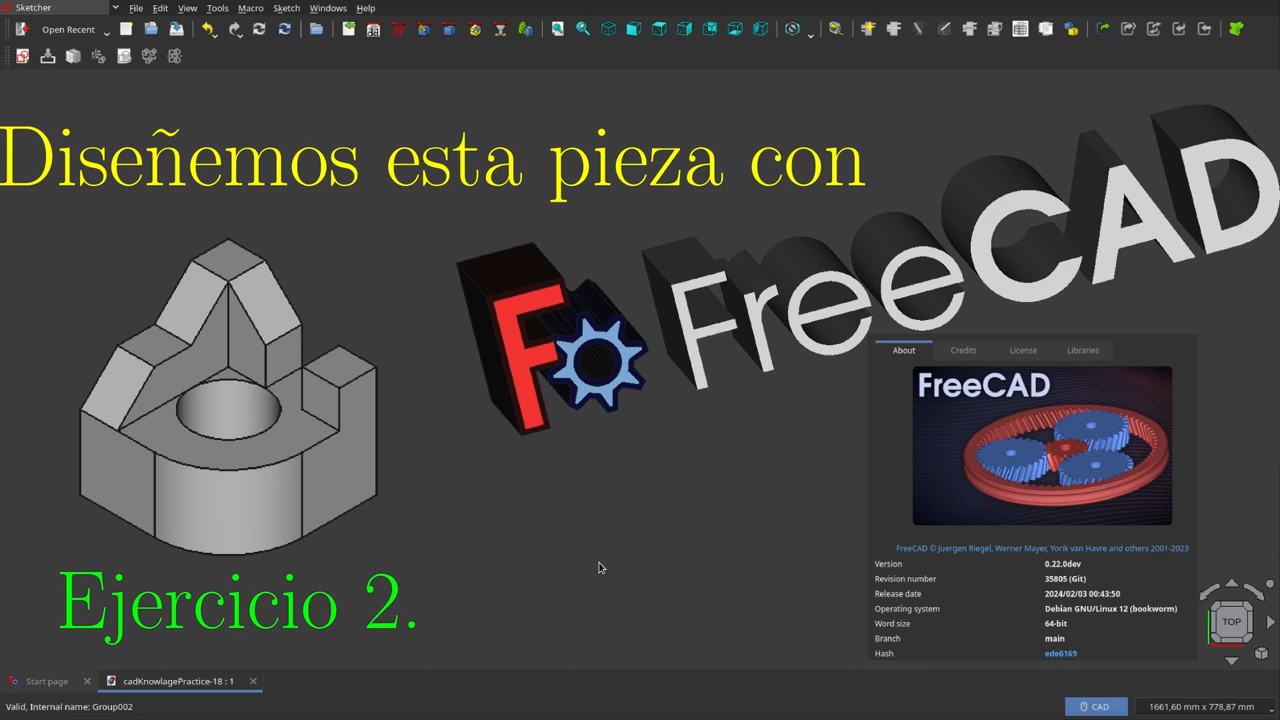 Sketcher
File Edit View Tools Macro Sketch Windows Help
Open Recent
Diseñemos esta pieza con
FreeCAD
About Credits License Libraries
FreeCAD
FreeCAD © Juergen Riegel, Werner Mayer, Yorik van Havre and others 2001-2023
Version 0.22.0dev
Revision number 35805 (Git)
Release date 2024/02/03 00:43:50
Operating system Debian GNU/Linux 12 (bookworm)
Word size 64-bit
Branch main
Hash ede6169
Ejercicio 2.
TOP
Start page cadKnowlagePractice-18 : 1
Valid, Internal name: Group002
CAD 1661,60 mm x 778,87 mm